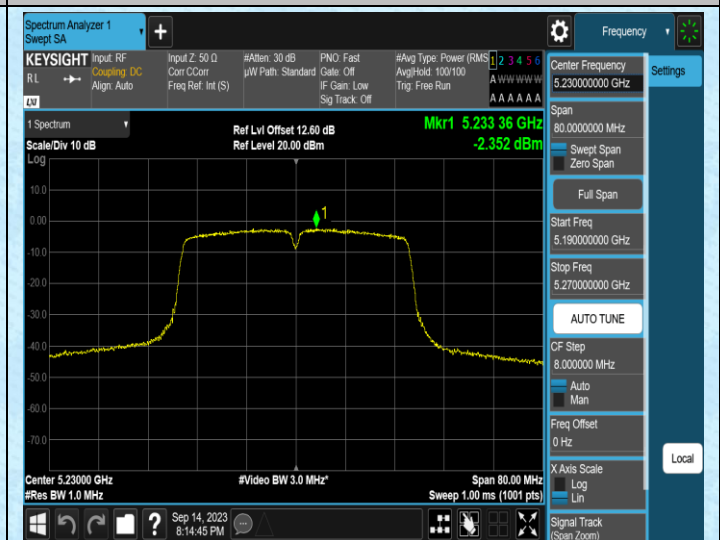 Spectrum Analyzer 1
Swept SA
+
Frequency
KEYSIGHT
RL
LXI
Input: RF
Coupling: DC
Align: Auto
Input Z: 50 Ω
Corr CCorr
Freq Ref: Int (S)
#Atten: 30 dB
µW Path: Standard
PNO: Fast
Gate: Off
IF Gain: Low
Sig Track: Off
#Avg Type: Power (RMS
Avg|Hold: 100/100
Trig: Free Run
1 2 3 4 5 6
A W W W W W
A A A A A A
1 Spectrum
Scale/Div 10 dB
Log
Ref Lvl Offset 12.60 dB
Ref Level 20.00 dBm
Mkr1 5.233 36 GHz
-2.352 dBm
10.0
0.00
-10.0
-20.0
-30.0
-40.0
-50.0
-60.0
-70.0
1
Center 5.23000 GHz
#Res BW 1.0 MHz
#Video BW 3.0 MHz*
Span 80.00 MHz
Sweep 1.00 ms (1001 pts)
Center Frequency
5.230000000 GHz
Span
80.0000000 MHz
Swept Span
Zero Span
Full Span
Start Freq
5.190000000 GHz
Stop Freq
5.270000000 GHz
AUTO TUNE
CF Step
8.000000 MHz
Auto
Man
Freq Offset
0 Hz
X Axis Scale
Log
Lin
Signal Track
(Span Zoom)
Settings
Local
?
Sep 14, 2023
8:14:45 PM